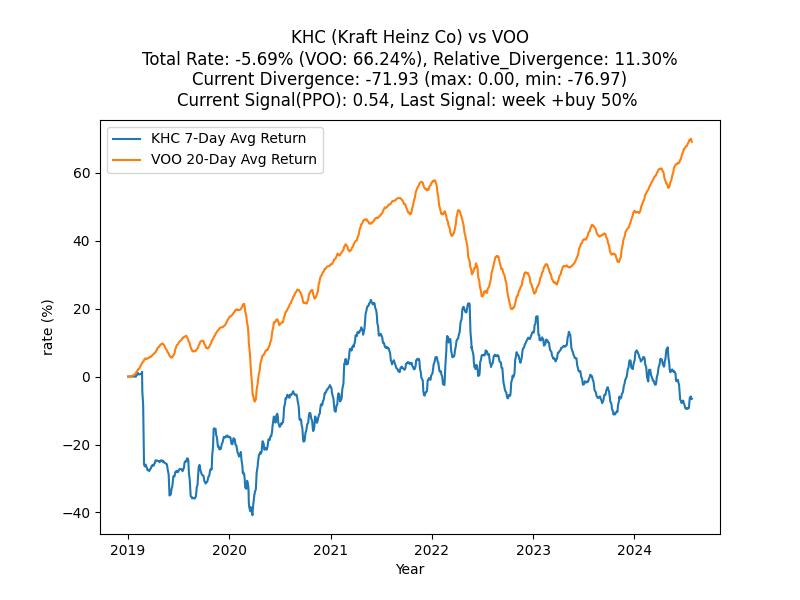 KHC (Kraft Heinz Co) vs VOO
Total Rate: -5.69% (VOO: 66.24%), Relative_Divergence: 11.30%
Current Divergence: -71.93 (max: 0.00, min: -76.97)
Current Signal(PPO): 0.54, Last Signal: week +buy 50%
KHC 7-Day Avg Return
VOO 20-Day Avg Return
rate (%)
60
40
20
0
−20
−40
2019
2020
2021
2022
2023
2024
Year